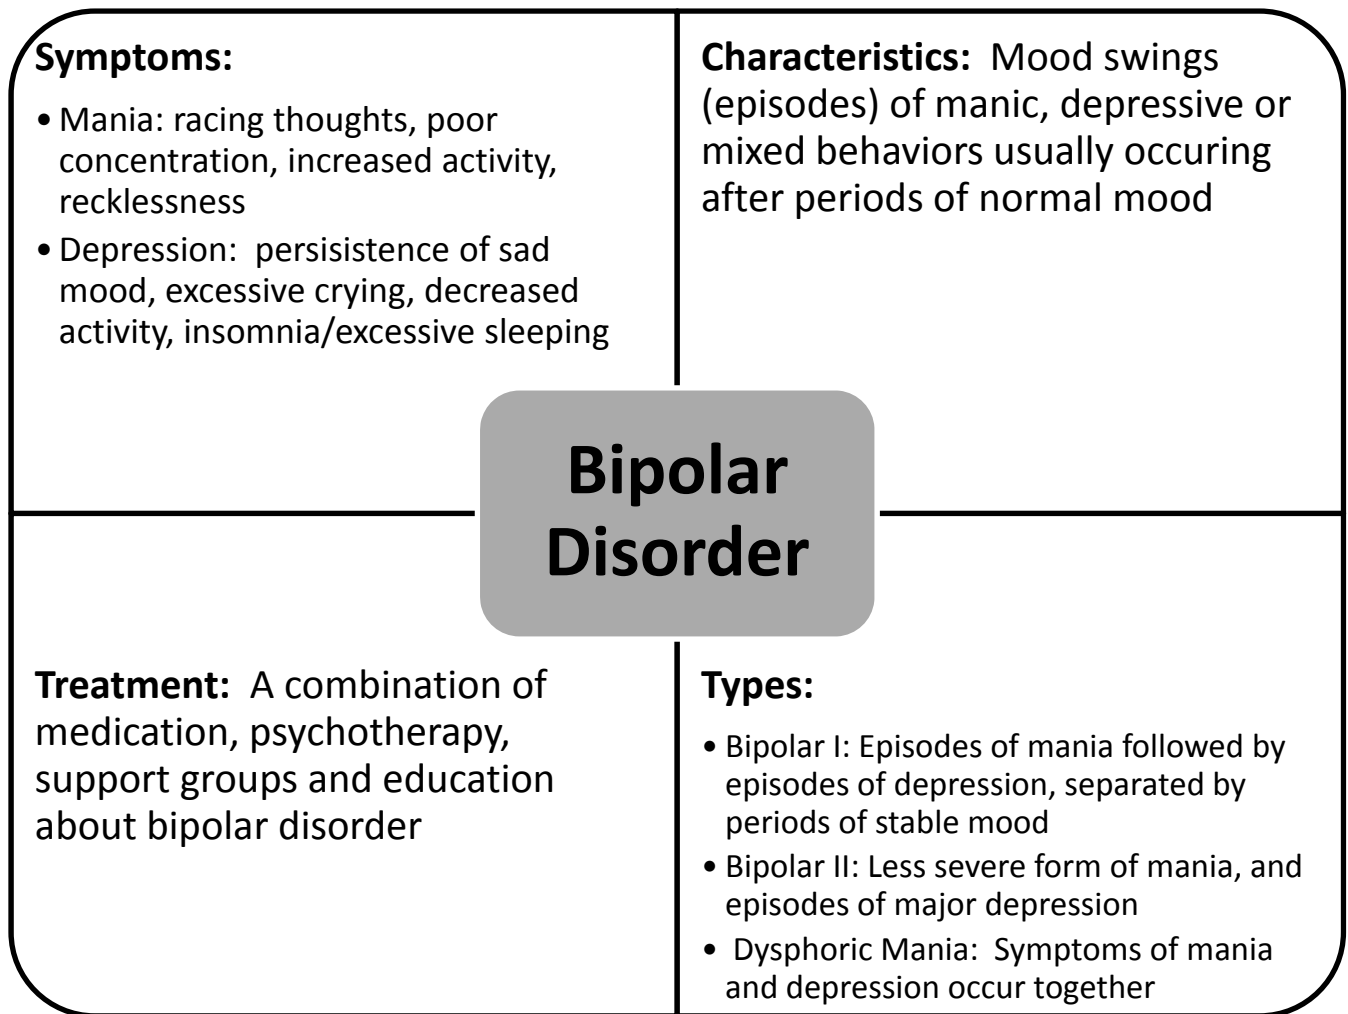 Symptoms:
• Mania: racing thoughts, poor
concentration, increased activity,
recklessness
• Depression:  persisistence of sad
mood, excessive crying, decreased
activity, insomnia/excessive sleeping
Characteristics:  Mood swings
(episodes) of manic, depressive or
mixed behaviors usually occuring
after periods of normal mood
Bipolar
Disorder
Treatment:  A combination of
medication, psychotherapy,
support groups and education
about bipolar disorder
Types:
• Bipolar I: Episodes of mania followed by
episodes of depression, separated by
periods of stable mood
• Bipolar II: Less severe form of mania, and
episodes of major depression
•  Dysphoric Mania:  Symptoms of mania
and depression occur together